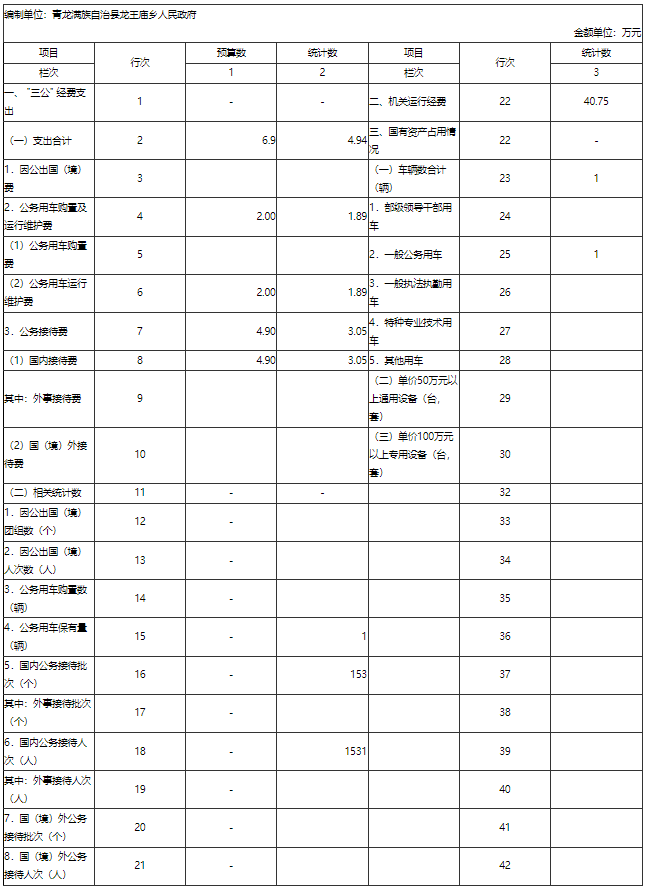 编制单位：青龙满族自治县龙王庙乡人民政府
金额单位：万元
项目 行次 预算数 统计数 项目 行次 统计数
栏次 1 2 栏次 3
一、“三公”经费支出 1 - - 二、机关运行经费 22 40.75
（一）支出合计 2 6.9 4.94 三、国有资产占用情况 22 -
1．因公出国（境）费 3 （一）车辆数合计（辆） 23 1
2．公务用车购置及运行维护费 4 2.00 1.89 1．部级领导干部用车 24
（1）公务用车购置费 5 2．一般公务用车 25 1
（2）公务用车运行维护费 6 2.00 1.89 3．一般执法执勤用车 26
3．公务接待费 7 4.90 3.05 4．特种专业技术用车 27
（1）国内接待费 8 4.90 3.05 5．其他用车 28
其中：外事接待费 9 （二）单价50万元以上通用设备（台，套） 29
（2）国（境）外接待费 10 （三）单价100万元以上专用设备（台，套） 30
（二）相关统计数 11 - - 32
1．因公出国（境）团组数（个） 12 - 33
2．因公出国（境）人次数（人） 13 - 34
3．公务用车购置数（辆） 14 - 35
4．公务用车保有量（辆） 15 - 1 36
5．国内公务接待批次（个） 16 - 153 37
其中：外事接待批次（个） 17 - 38
6．国内公务接待人次（人） 18 - 1531 39
其中：外事接待人次（人） 19 - 40
7．国（境）外公务接待批次（个） 20 - 41
8．国（境）外公务接待人次（人） 21 - 42